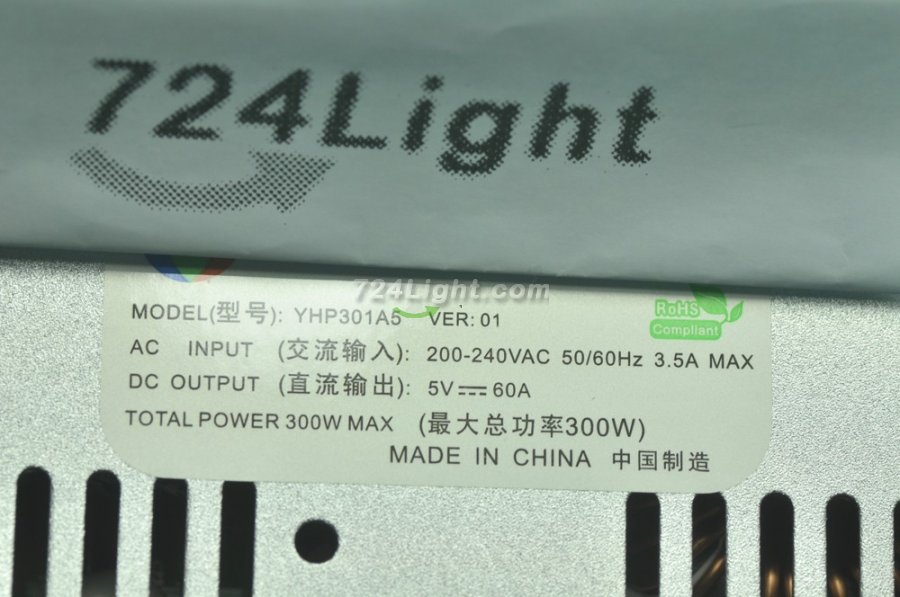 724Light
724Light.com
MODEL(型号): YHP301A5 VER: 01
RoHS
Compliant
AC INPUT (交流输入): 200-240VAC 50/60Hz 3.5A MAX
DC OUTPUT (直流输出): 5V⎓60A
TOTAL POWER 300W MAX (最大总功率300W)
MADE IN CHINA 中国制造